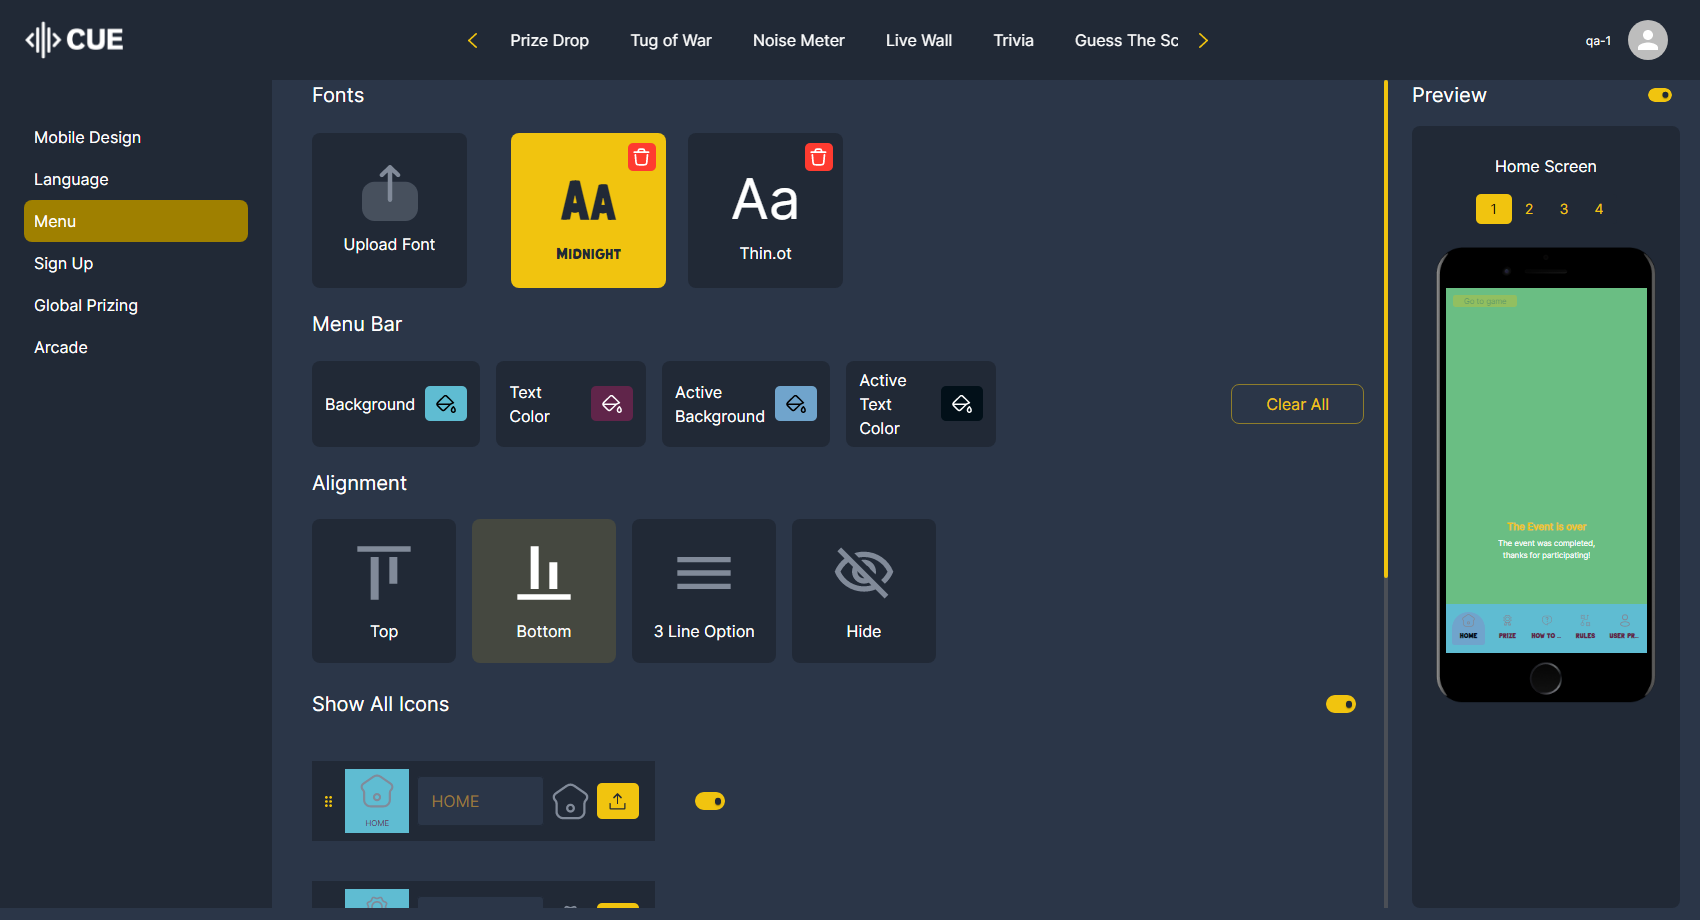 CUE
Prize Drop
Tug of War
Noise Meter
Live Wall
Trivia
Guess The Sc
qa-1
Mobile Design
Language
Menu
Sign Up
Global Prizing
Arcade
Fonts
Upload Font
Aa
MIDNIGHT
Aa
Thin.ot
Menu Bar
Background
Text
Color
Active
Background
Active
Text
Color
Clear All
Alignment
Top
Bottom
3 Line Option
Hide
Show All Icons
HOME
HOME
Preview
Home Screen
1 2 3 4
Go to game
The Event is over
The event was completed,
thanks for participating!
HOME PRIZE HOW TO ... RULES USER PR...